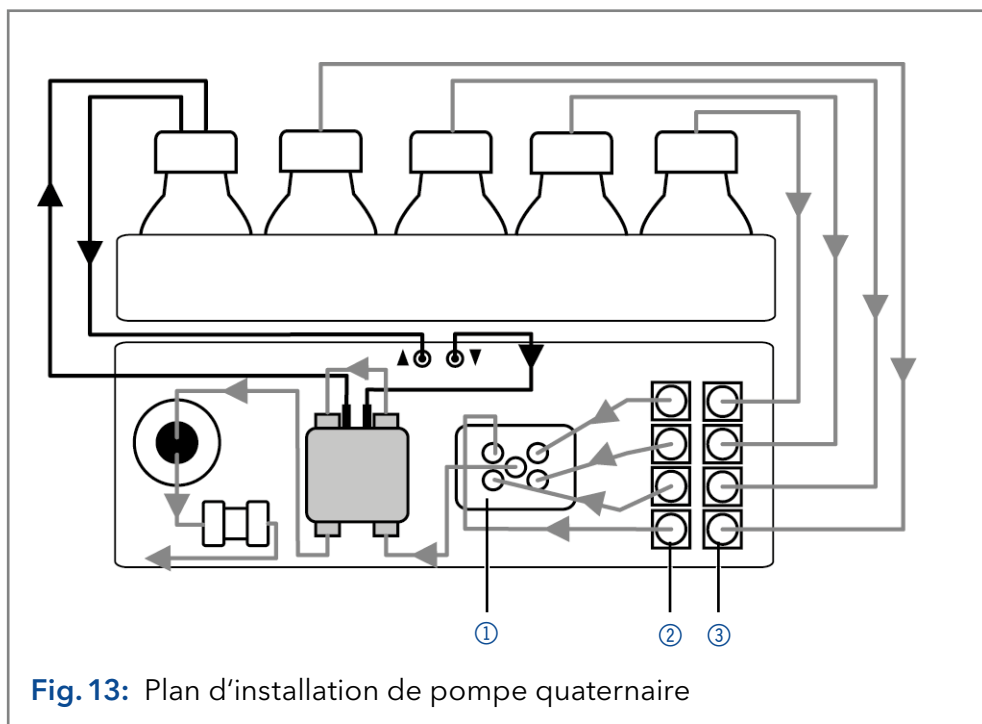 ① ② ③
Fig. 13: Plan d‘installation de pompe quaternaire